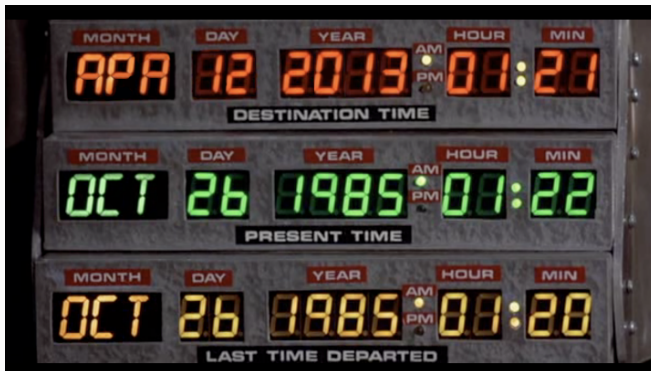 MONTH DAY YEAR AM HOUR MIN
APR 12 2013 PM 01:21
DESTINATION TIME
MONTH DAY YEAR AM HOUR MIN
OCT 26 1985 PM 01:22
PRESENT TIME
MONTH DAY YEAR AM HOUR MIN
OCT 26 1985 PM 01:20
LAST TIME DEPARTED